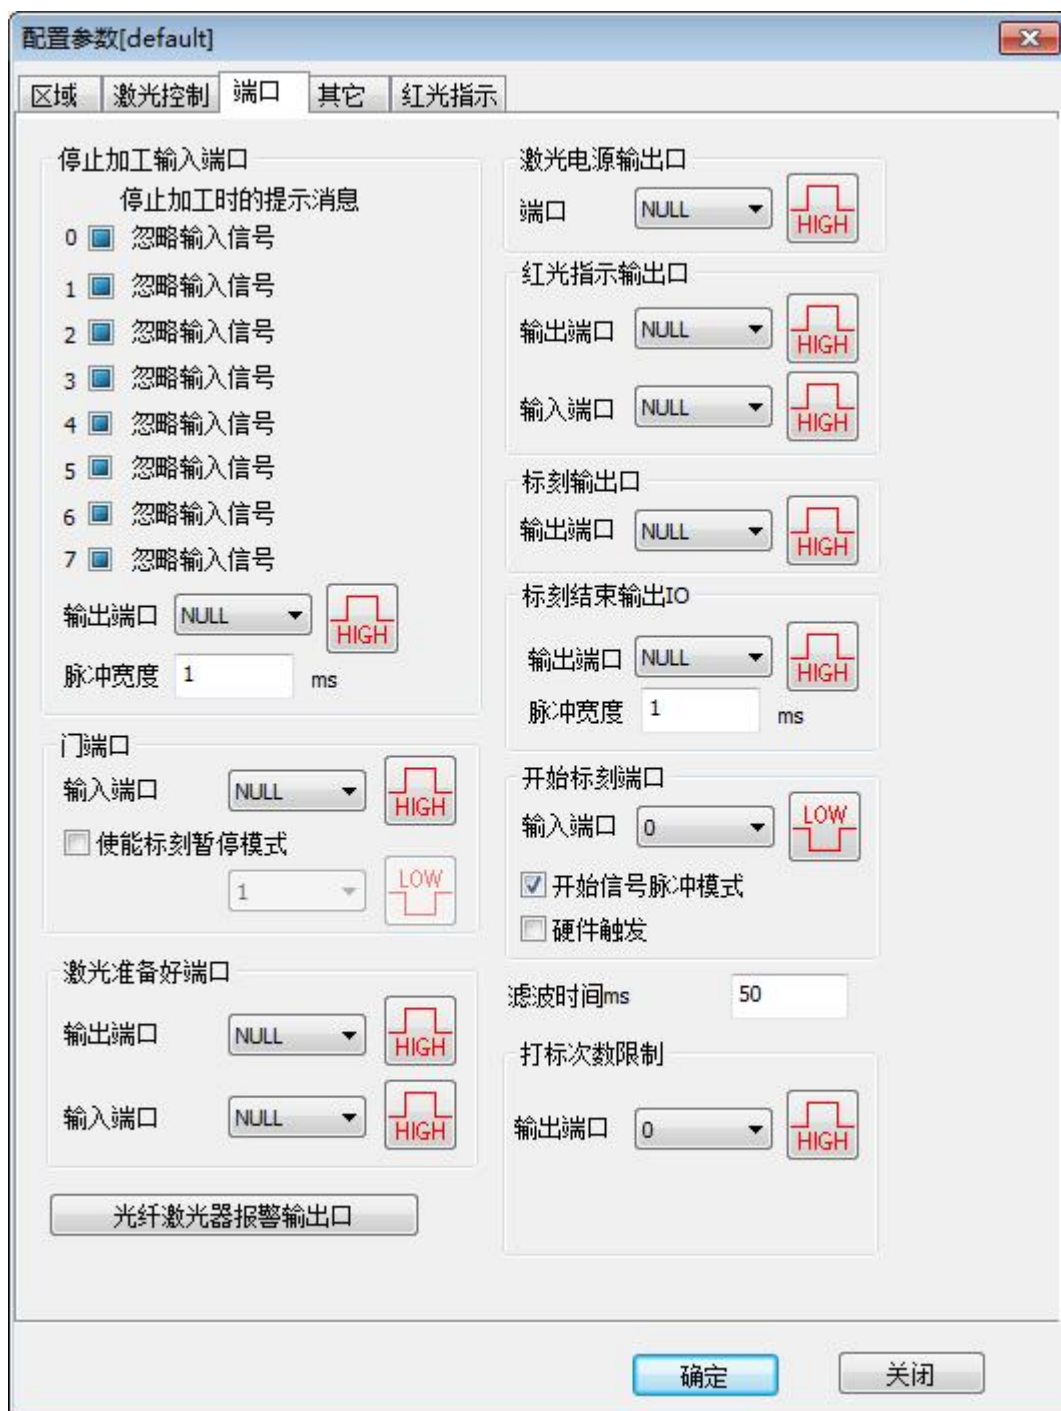 配置参数[default]
区域 激光控制 端口 其它 红光指示
停止加工输入端口
停止加工时的提示消息
0 忽略输入信号
1 忽略输入信号
2 忽略输入信号
3 忽略输入信号
4 忽略输入信号
5 忽略输入信号
6 忽略输入信号
7 忽略输入信号
输出端口 NULL HIGH
脉冲宽度 1 ms
门端口
输入端口 NULL HIGH
使能标刻暂停模式
1 LOW
激光准备好端口
输出端口 NULL HIGH
输入端口 NULL HIGH
光纤激光器报警输出口
激光电源输出口
端口 NULL HIGH
红光指示输出口
输出端口 NULL HIGH
输入端口 NULL HIGH
标刻输出口
输出端口 NULL HIGH
标刻结束输出IO
输出端口 NULL HIGH
脉冲宽度 1 ms
开始标刻端口
输入端口 0 LOW
开始信号脉冲模式
硬件触发
滤波时间ms 50
打标次数限制
输出端口 0 HIGH
确定 关闭